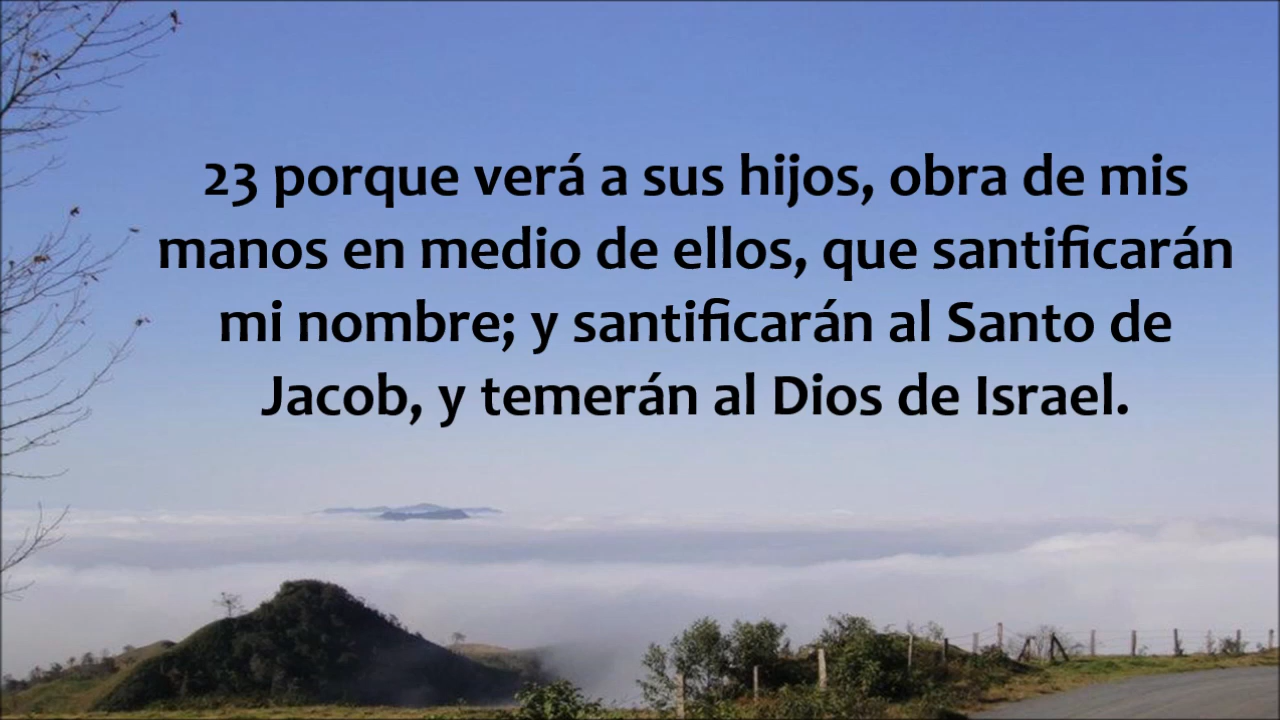 23 porque verá a sus hijos, obra de mis
manos en medio de ellos, que santificarán
mi nombre; y santificarán al Santo de
Jacob, y temerán al Dios de Israel.